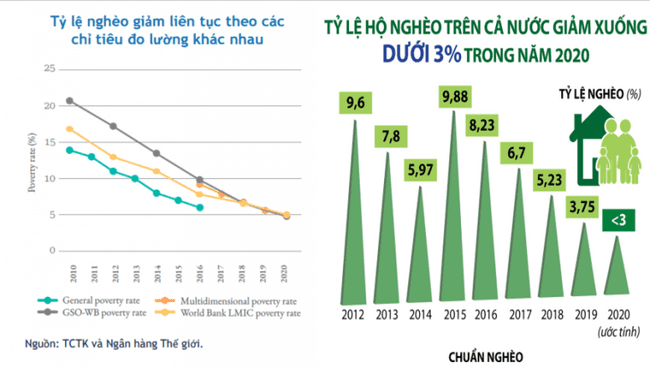 Tỷ lệ nghèo giảm liên tục theo các
chỉ tiêu đo lường khác nhau
Poverty rate (%)
25
20
15
10
5
0
2010
2011
2012
2013
2014
2015
2016
2017
2018
2019
2020
General poverty rate
Multidimensional poverty rate
GSO-WB poverty rate
World Bank LMIC poverty rate
Nguồn: TCTK và Ngân hàng Thế giới.
TỶ LỆ HỘ NGHÈO TRÊN CẢ NƯỚC GIẢM XUỐNG
DƯỚI 3% TRONG NĂM 2020
TỶ LỆ NGHÈO (%)
9,6
7,8
5,97
9,88
8,23
6,7
5,23
3,75
<3
2012
2013
2014
2015
2016
2017
2018
2019
2020
(ước tính)
CHUẨN NGHÈO